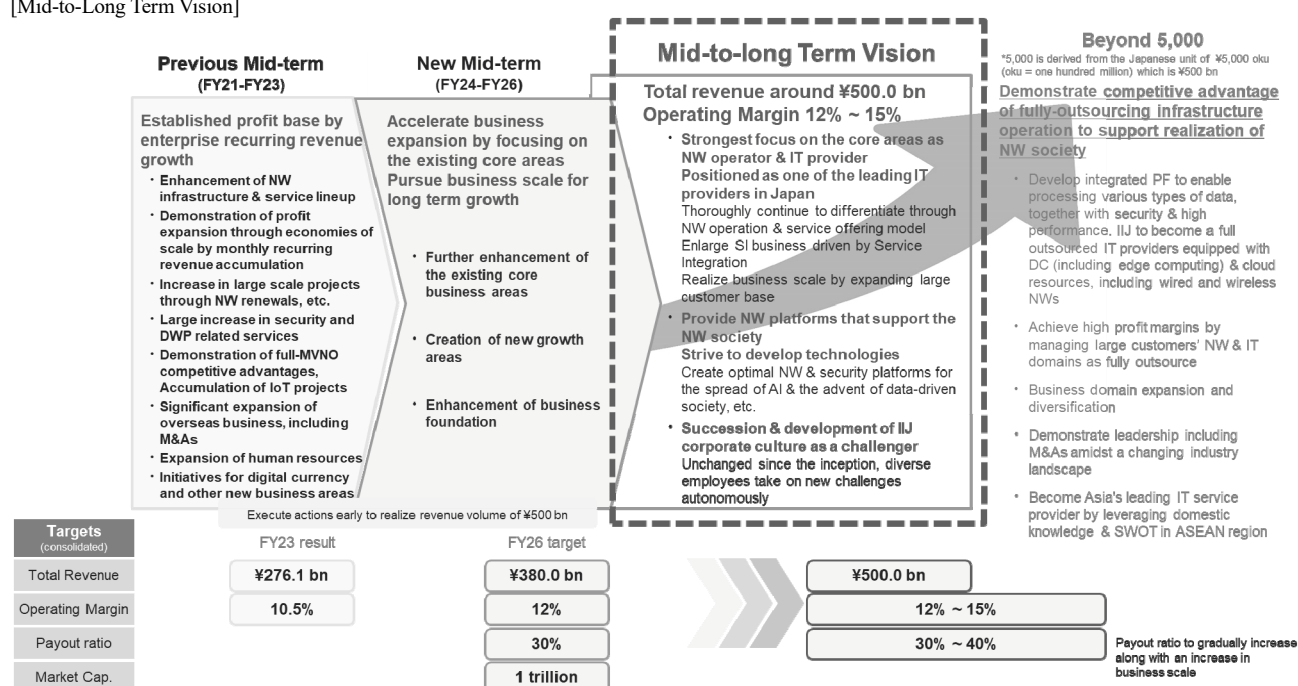 [Mid-to-Long Term Vision]
Previous Mid-term
(FY21-FY23)
Established profit base by
enterprise recurring revenue
growth
・Enhancement of NW
infrastructure & service lineup
・Demonstration of profit
expansion through economies of
scale by monthly recurring
revenue accumulation
・Increase in large scale projects
through NW renewals, etc.
・Large increase in security and
DWP related services
・Demonstration of full-MVNO
competitive advantages,
Accumulation of IoT projects
・Significant expansion of
overseas business, including
M&As
・Expansion of human resources
・Initiatives for digital currency
and other new business areas
New Mid-term
(FY24-FY26)
Accelerate business
expansion by focusing on
the existing core areas
Pursue business scale for
long term growth
・Further enhancement of
the existing core
business areas
・Creation of new growth
areas
・Enhancement of business
foundation
Execute actions early to realize revenue volume of ¥500 bn
Mid-to-long Term Vision
Total revenue around ¥500.0 bn
Operating Margin 12% ~ 15%
・Strongest focus on the core areas as
NW operator & IT provider
Positioned as one of the leading IT
providers in Japan
Thoroughly continue to differentiate through
NW operation & service offering model
Enlarge SI business driven by Service
Integration
Realize business scale by expanding large
customer base
・Provide NW platforms that support the
NW society
Strive to develop technologies
Create optimal NW & security platforms for
the spread of AI & the advent of data-driven
society, etc.
・Succession & development of IIJ
corporate culture as a challenger
Unchanged since the inception, diverse
employees take on new challenges
autonomously
Beyond 5,000
*5,000 is derived from the Japanese unit of ¥5,000 oku
(oku = one hundred million) which is ¥500 bn
Demonstrate competitive advantage
of fully-outsourcing infrastructure
operation to support realization of
NW society
・Develop integrated PF to enable
processing various types of data,
together with security & high
performance. IIJ to become a full
outsourced IT providers equipped with
DC (including edge computing) & cloud
resources, including wired and wireless
NWs
・Achieve high profit margins by
managing large customers' NW & IT
domains as fully outsource
・Business domain expansion and
diversification
・Demonstrate leadership including
M&As amidst a changing industry
landscape
・Become Asia's leading IT service
provider by leveraging domestic
knowledge & SWOT in ASEAN region
Targets
(consolidated)
FY23 result
FY26 target
Total Revenue
¥276.1 bn
¥380.0 bn
¥500.0 bn
Operating Margin
10.5%
12%
12% ~ 15%
Payout ratio
30%
30% ~ 40%
Payout ratio to gradually increase
along with an increase in
business scale
Market Cap.
1 trillion